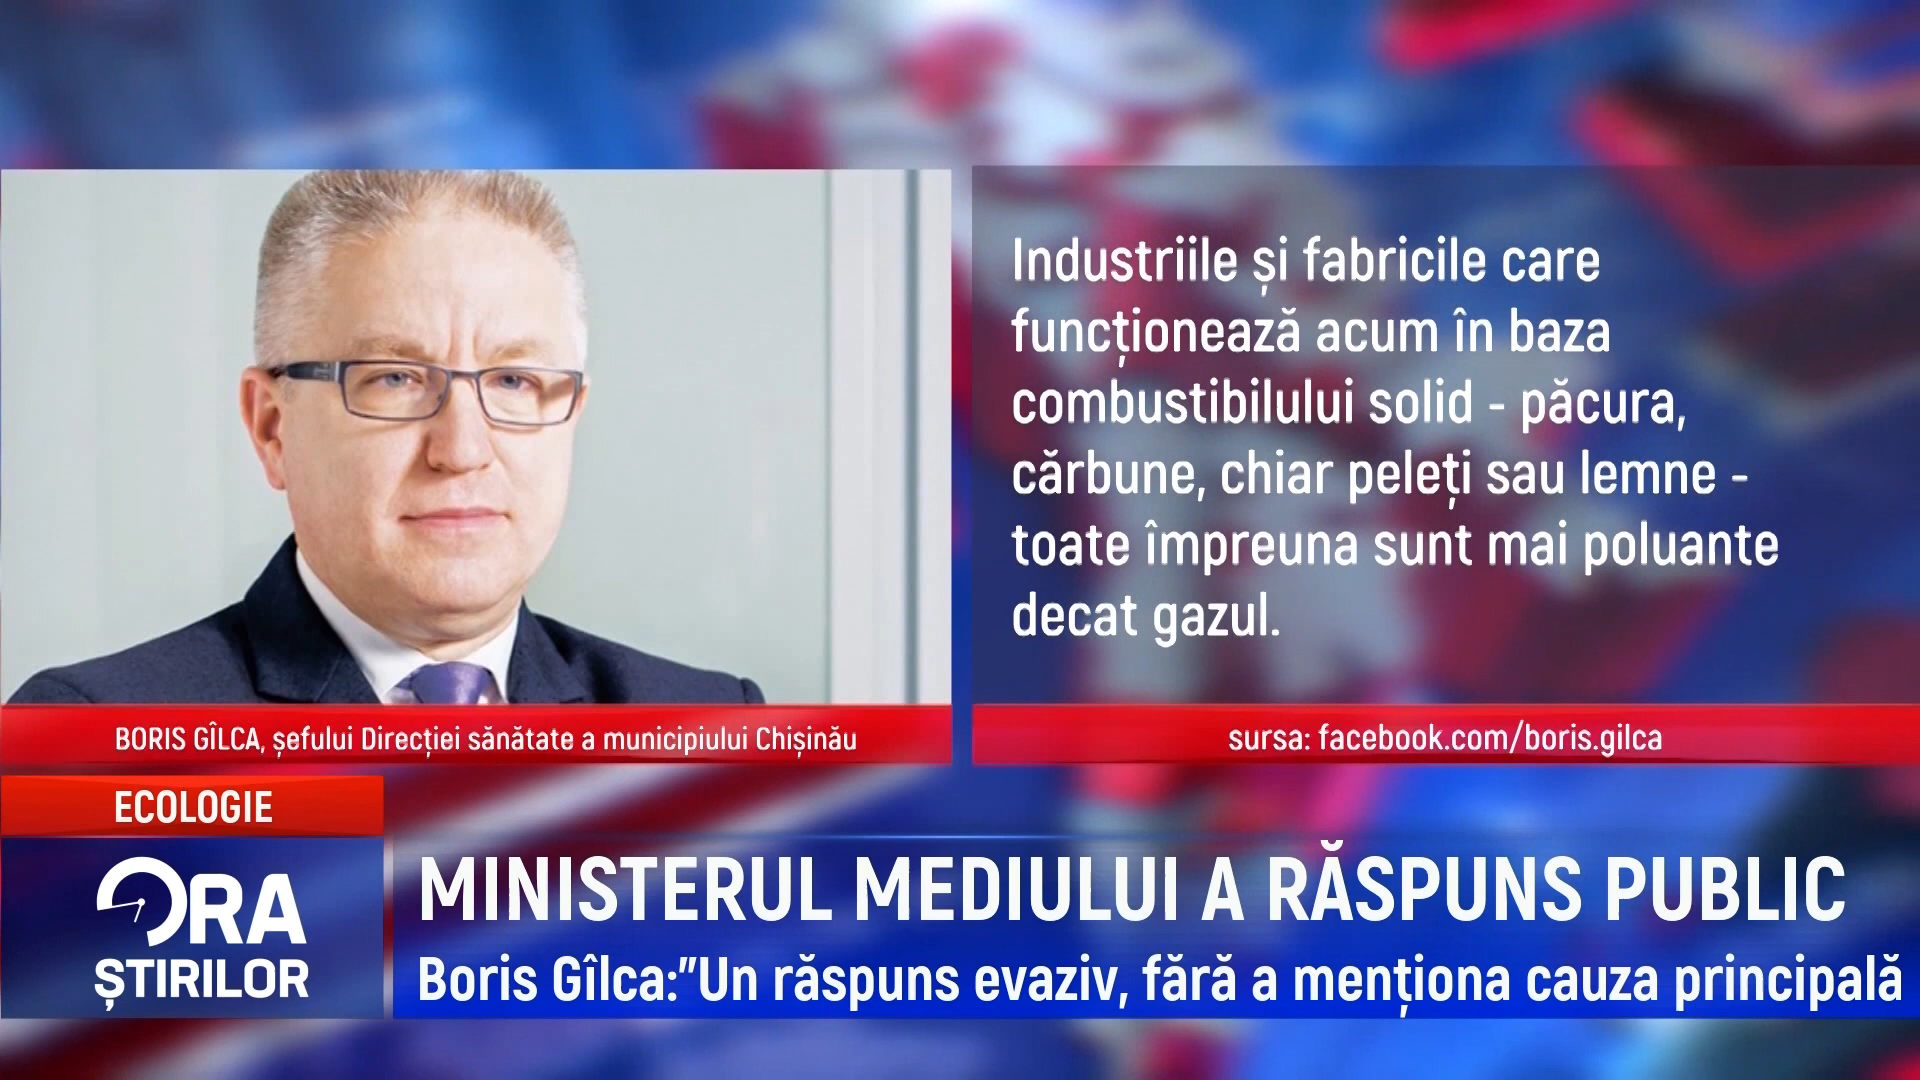 Industriile și fabricile care
funcționează acum în baza
combustibilului solid - păcura,
cărbune, chiar peleți sau lemne -
toate împreuna sunt mai poluante
decat gazul.
BORIS GÎLCA, șefului Direcției sănătate a municipiului Chișinău
sursa: facebook.com/boris.gilca
ECOLOGIE
ORA
ȘTIRILOR
MINISTERUL MEDIULUI A RĂSPUNS PUBLIC
Boris Gîlca:"Un răspuns evaziv, fără a menționa cauza principală